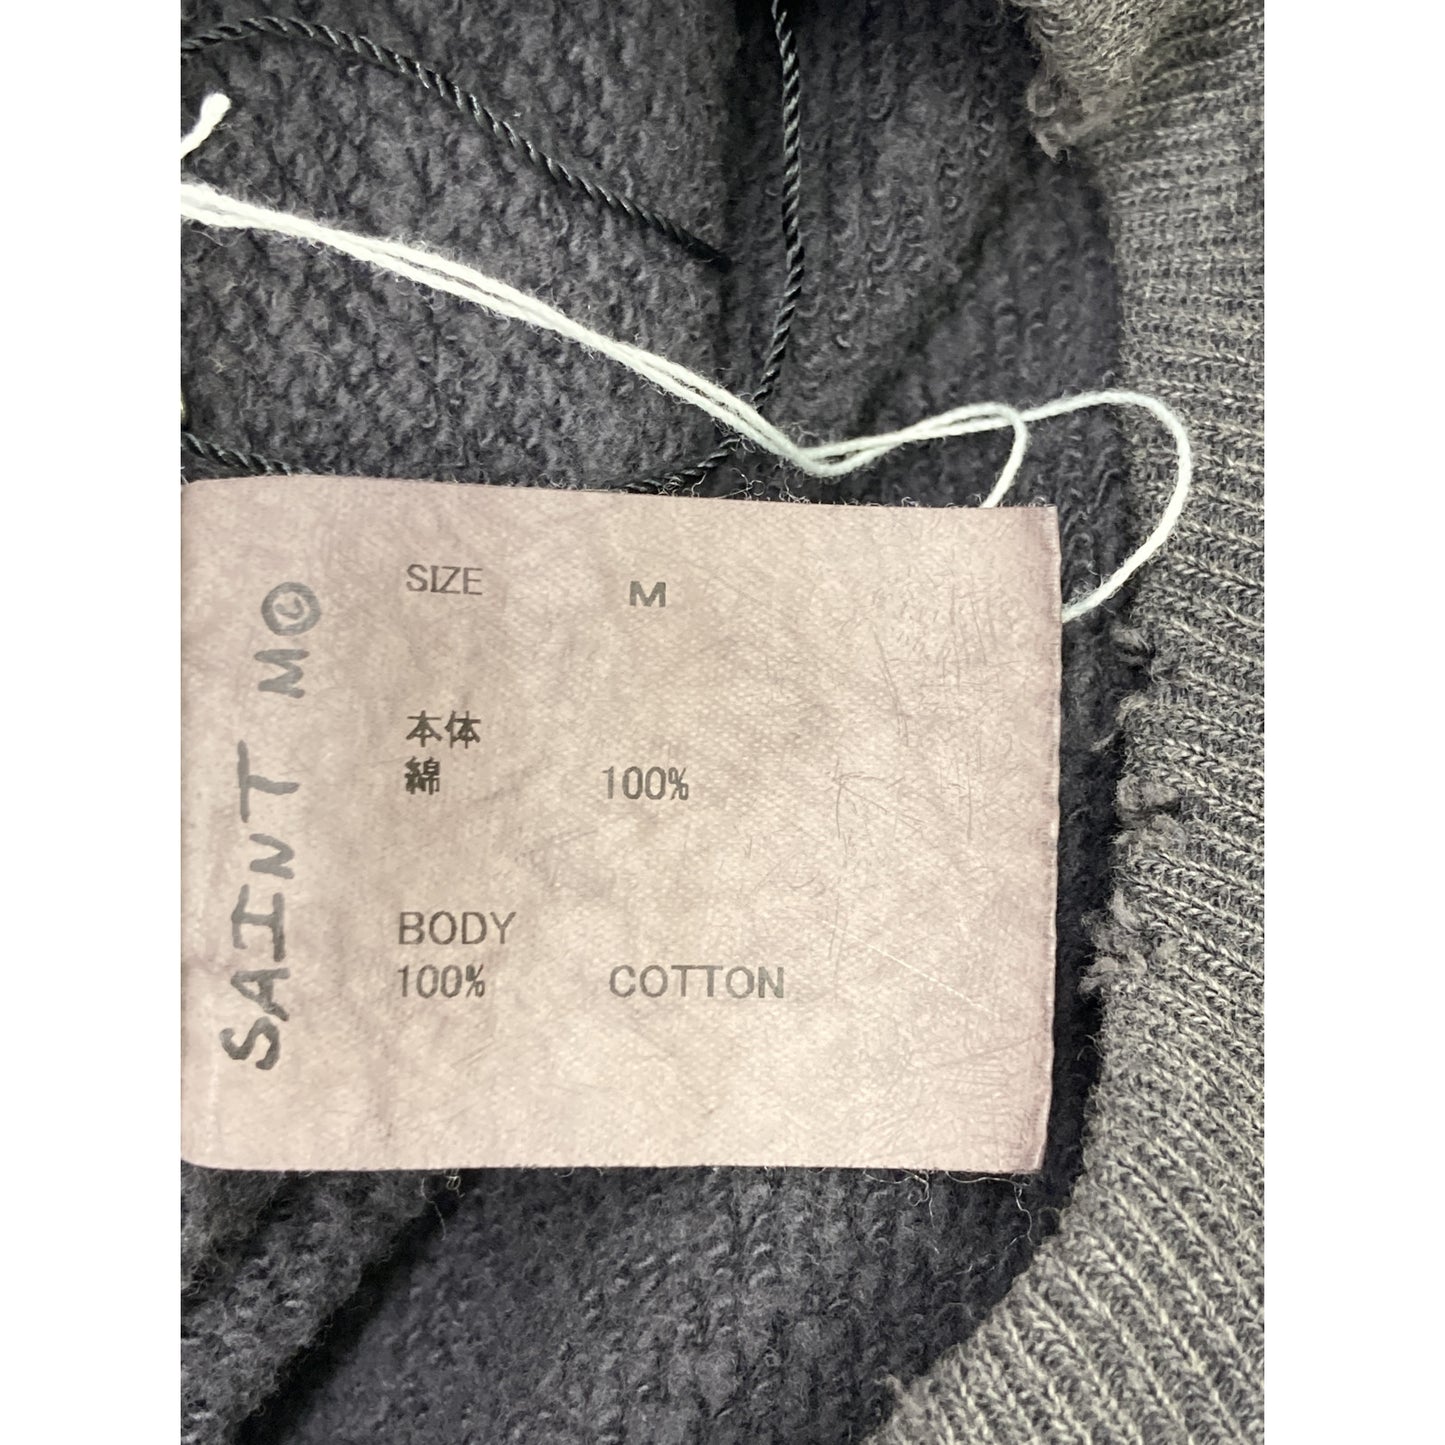 SAINT M©
SIZE M
本体
綿 100%
BODY
100% COTTON